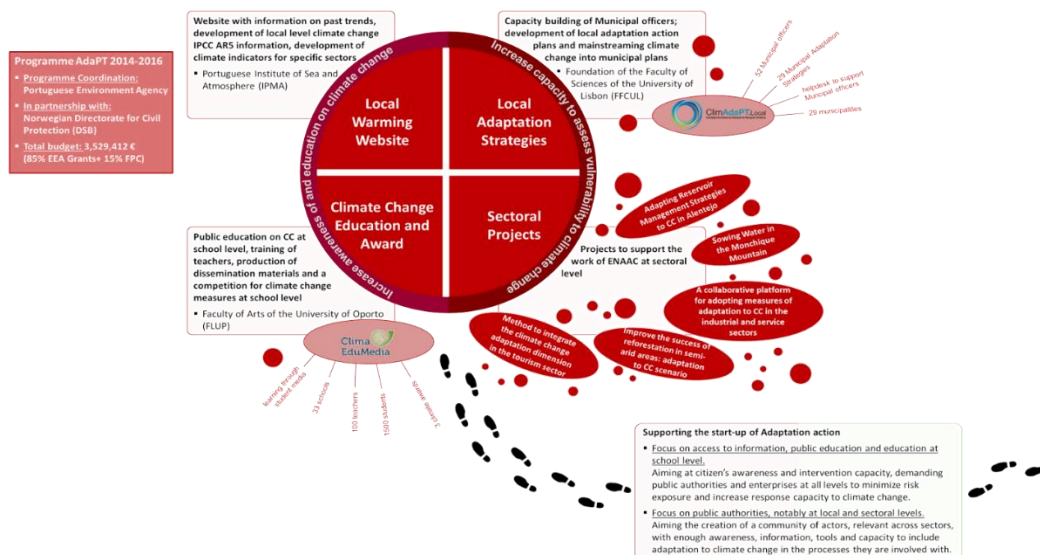 Programme AdaPT 2014-2016
Programme Coordination:
Portuguese Environment Agency
In partnership with:
Norwegian Directorate for Civil
Protection (DSB)
Total budget: 3,529,412 €
(85% EEA Grants+ 15% FPC)
Website with information on past trends,
development of local level climate change
IPCC AR5 information, development of
climate indicators for specific sectors
Portuguese Institute of Sea and
Atmosphere (IPMA)
Capacity building of Municipal officers;
development of local adaptation action
plans and mainstreaming climate
change into municipal plans
Foundation of the Faculty of
Sciences of the University of
Lisbon (FFCUL)
Increase awareness of and education on climate change
Increase capacity to assess vulnerability to climate change
Local
Warming
Website
Local
Adaptation
Strategies
Climate Change
Education and
Award
Sectoral
Projects
52 Municipal officers
29 Municipal Adaptation
Strategies
helpdesk to support
Municipal officers
29 municipalities
ClimAdaPT.Local
Public education on CC at
school level, training of
teachers, production of
dissemination materials and a
competition for climate change
measures at school level
Faculty of Arts of the University of Oporto
(FLUP)
Projects to support the
work of ENAAC at sectoral
level
Adapting Reservoir
Management Strategies
to CC in Alentejo
Sowing Water in
the Monchique
Mountain
A collaborative platform
for adopting measures of
adaptation to CC in the
industrial and service
sectors
Improve the success of
reforestation in semi-
arid areas: adaptation
to CC scenario
Method to integrate
the climate change
adaptation dimension
in the tourism sector
Clima
EduMedia
learning through
student media
33 schools
100 teachers
1500 students
3 climate awards
Supporting the start-up of Adaptation action
Focus on access to information, public education and education at
school level.
Aiming at citizen's awareness and intervention capacity, demanding
public authorities and enterprises at all levels to minimize risk
exposure and increase response capacity to climate change.
Focus on public authorities, notably at local and sectoral levels.
Aiming the creation of a community of actors, relevant across sectors,
with enough awareness, information, tools and capacity to include
adaptation to climate change in the processes they are involved with.